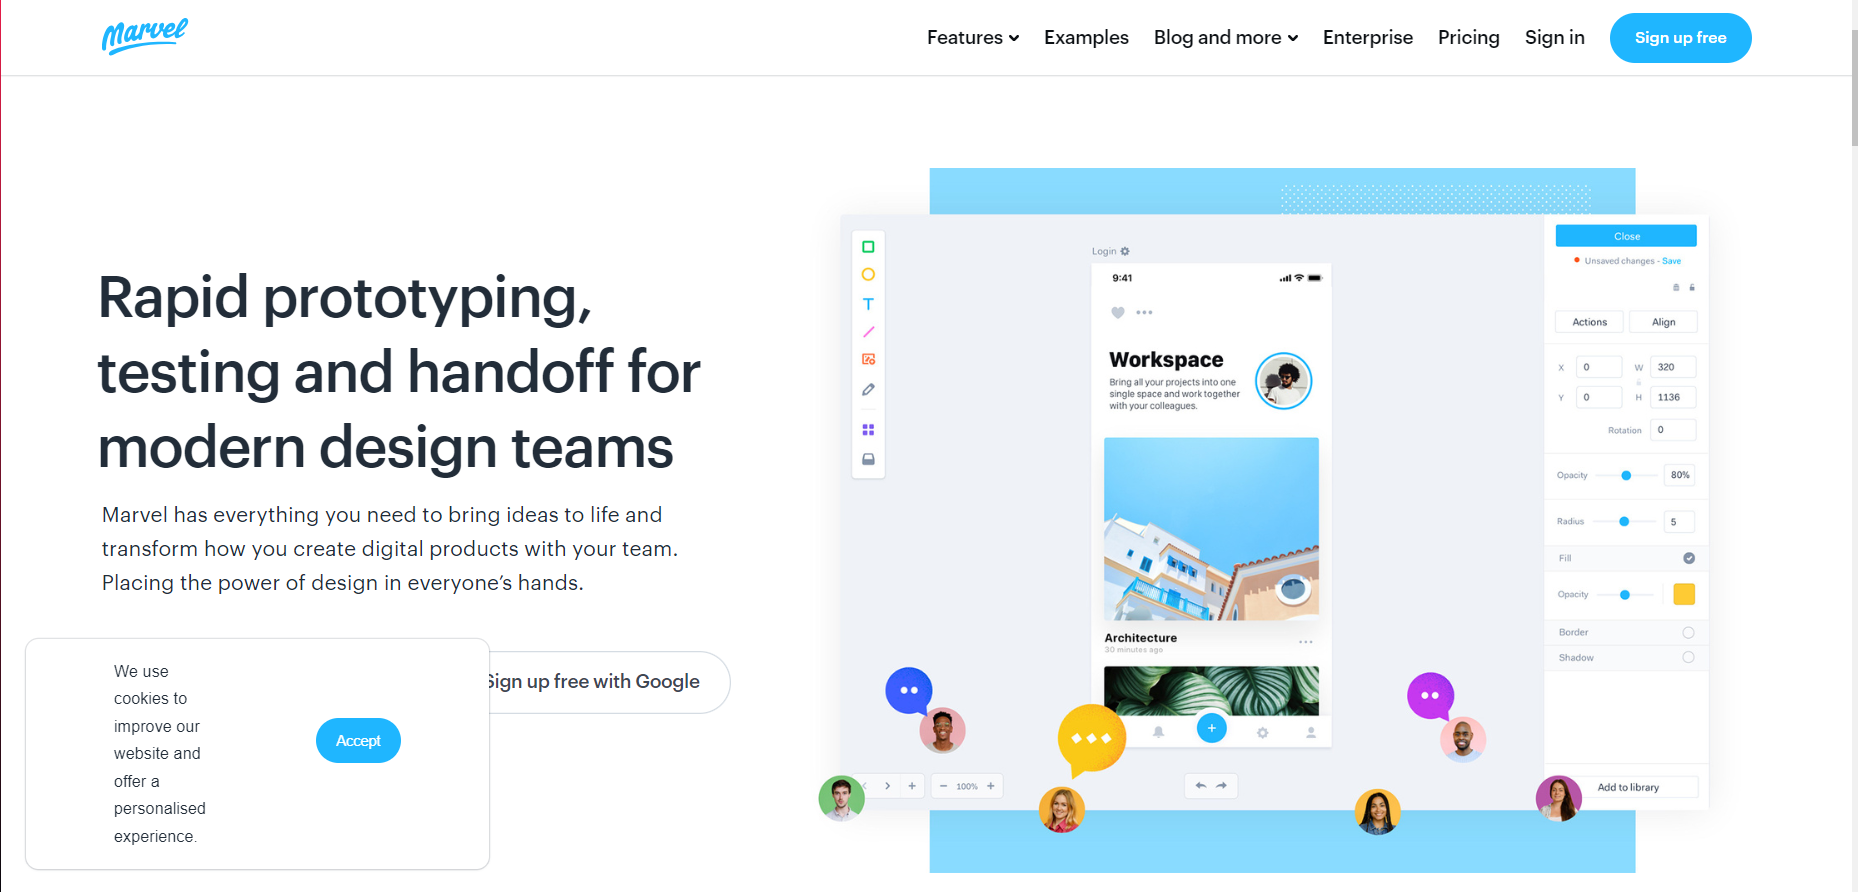 Marvel
Features
Examples
Blog and more
Enterprise
Pricing
Sign in
Sign up free
Rapid prototyping,
testing and handoff for
modern design teams
Marvel has everything you need to bring ideas to life and
transform how you create digital products with your team.
Placing the power of design in everyone’s hands.
Sign up free with Google
We use
cookies to
improve our
website and
offer a
personalised
experience.
Accept
Login
9:41
Workspace
Bring all your projects into one
single space and work together
with your colleagues.
Architecture
30 minutes ago
100%
Close
Unsaved changes - Save
Actions
Align
X 0 W 320
Y 0 H 1136
Rotation 0
Opacity 80%
Radius 5
Fill
Opacity
Border
Shadow
Add to library